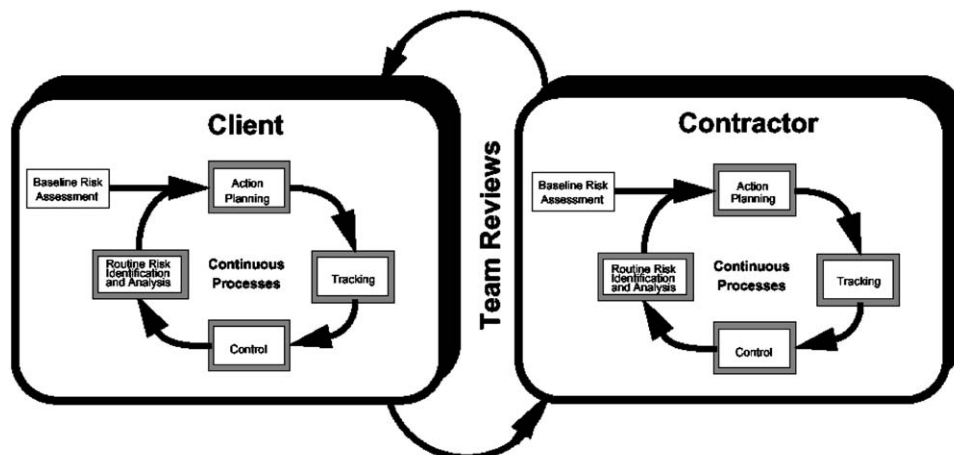 Client
Baseline Risk
Assessment
Action
Planning
Routine Risk
Identification
and Analysis
Continuous
Processes
Tracking
Control
Team Reviews
Contractor
Baseline Risk
Assessment
Action
Planning
Routine Risk
Identification
and Analysis
Continuous
Processes
Tracking
Control